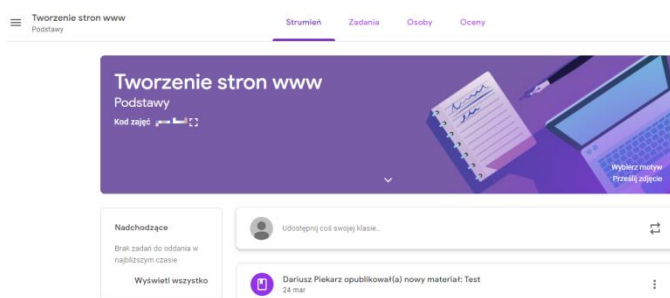 Tworzenie stron www
Podstawy
Strumień Zadania Osoby Oceny
Tworzenie stron www
Podstawy
Kod zajęć
Wybierz motyw
Prześlij zdjęcie
Nadchodzące
Brak zadań do oddania w
najbliższym czasie
Wyświetl wszystko
Udostępnij coś swojej klasie...
Dariusz Piekarz opublikował(a) nowy materiał: Test
24 mar